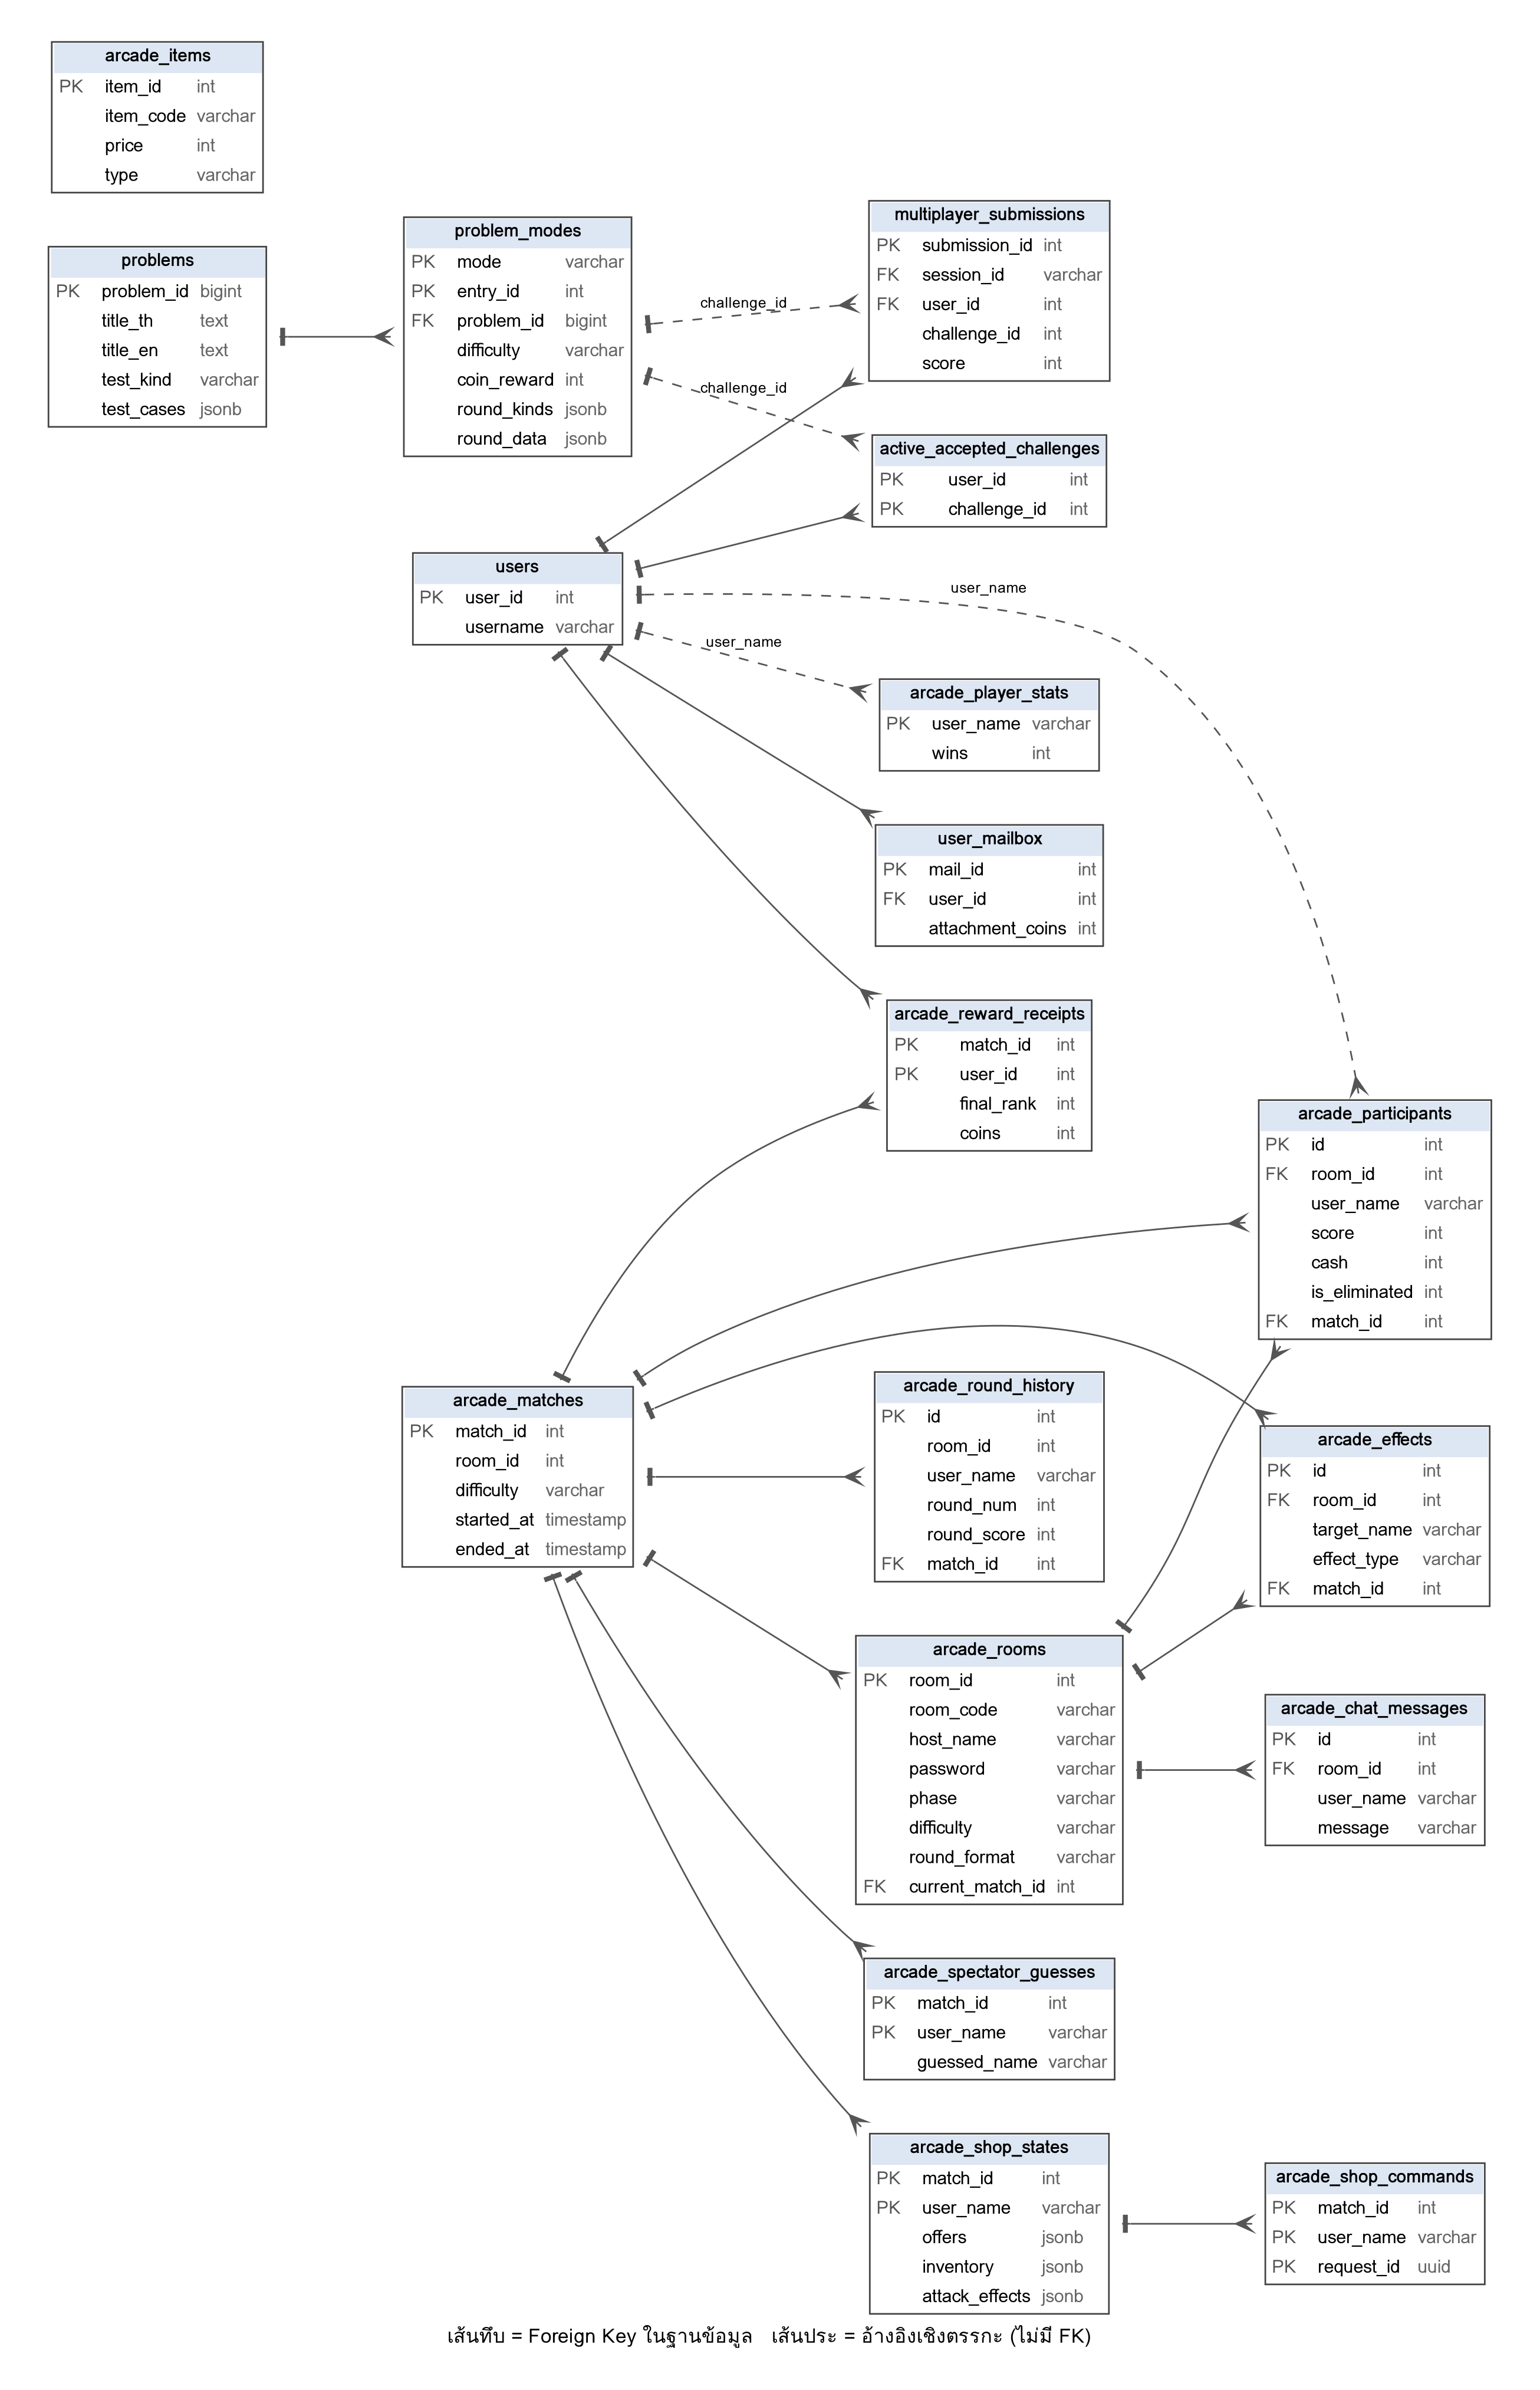 arcade_items
PK item_id int
item_code varchar
price int
type varchar
problems
PK problem_id bigint
title_th text
title_en text
test_kind varchar
test_cases jsonb
problem_modes
PK mode varchar
PK entry_id int
FK problem_id bigint
difficulty varchar
coin_reward int
round_kinds jsonb
round_data jsonb
challenge_id
challenge_id
multiplayer_submissions
PK submission_id int
FK session_id varchar
FK user_id int
challenge_id int
score int
active_accepted_challenges
PK user_id int
PK challenge_id int
users
PK user_id int
username varchar
user_name
user_name
arcade_player_stats
PK user_name varchar
wins int
user_mailbox
PK mail_id int
FK user_id int
attachment_coins int
arcade_reward_receipts
PK match_id int
PK user_id int
final_rank int
coins int
arcade_participants
PK id int
FK room_id int
user_name varchar
score int
cash int
is_eliminated int
FK match_id int
arcade_matches
PK match_id int
room_id int
difficulty varchar
started_at timestamp
ended_at timestamp
arcade_round_history
PK id int
room_id int
user_name varchar
round_num int
round_score int
FK match_id int
arcade_effects
PK id int
FK room_id int
target_name varchar
effect_type varchar
FK match_id int
arcade_rooms
PK room_id int
room_code varchar
host_name varchar
password varchar
phase varchar
difficulty varchar
round_format varchar
FK current_match_id int
arcade_chat_messages
PK id int
FK room_id int
user_name varchar
message varchar
arcade_spectator_guesses
PK match_id int
PK user_name varchar
guessed_name varchar
arcade_shop_states
PK match_id int
PK user_name varchar
offers jsonb
inventory jsonb
attack_effects jsonb
arcade_shop_commands
PK match_id int
PK user_name varchar
PK request_id uuid
เส้นทึบ = Foreign Key ในฐานข้อมูล เส้นประ = อ้างอิงเชิงตรรกะ (ไม่มี FK)